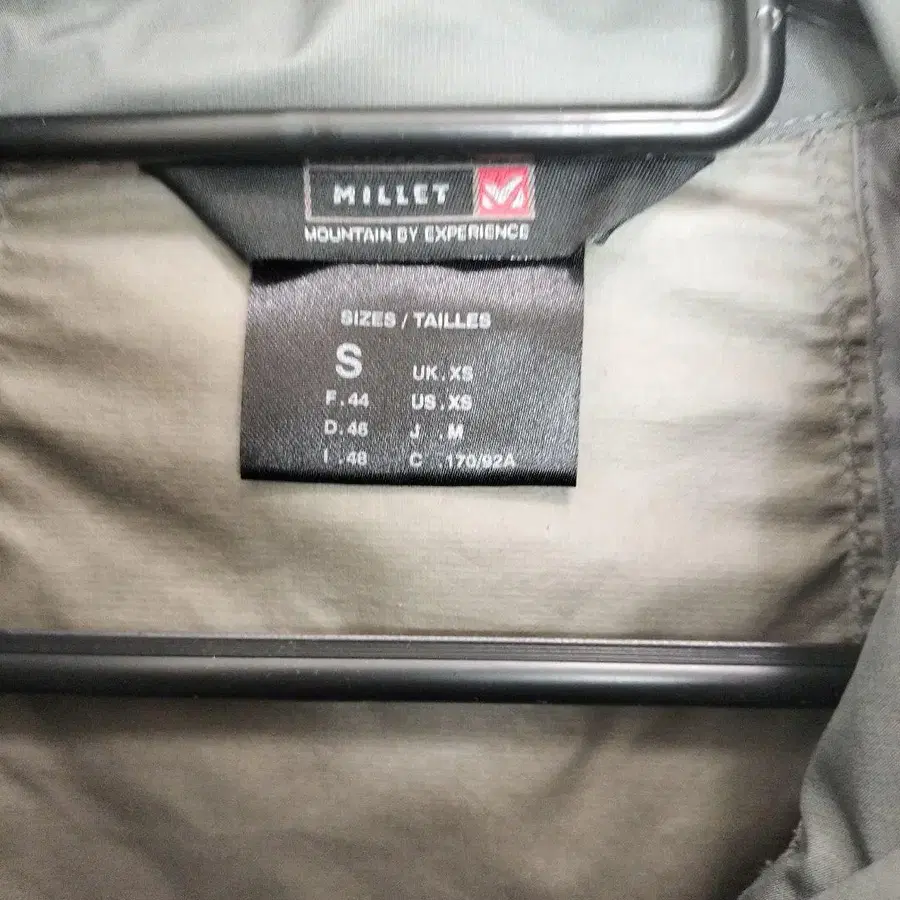 MILLET
MOUNTAIN BY EXPERIENCE
SIZES / TAILLES
S UK.XS
F.44 US.XS
D.46 J .M
I .48 C .170/92A